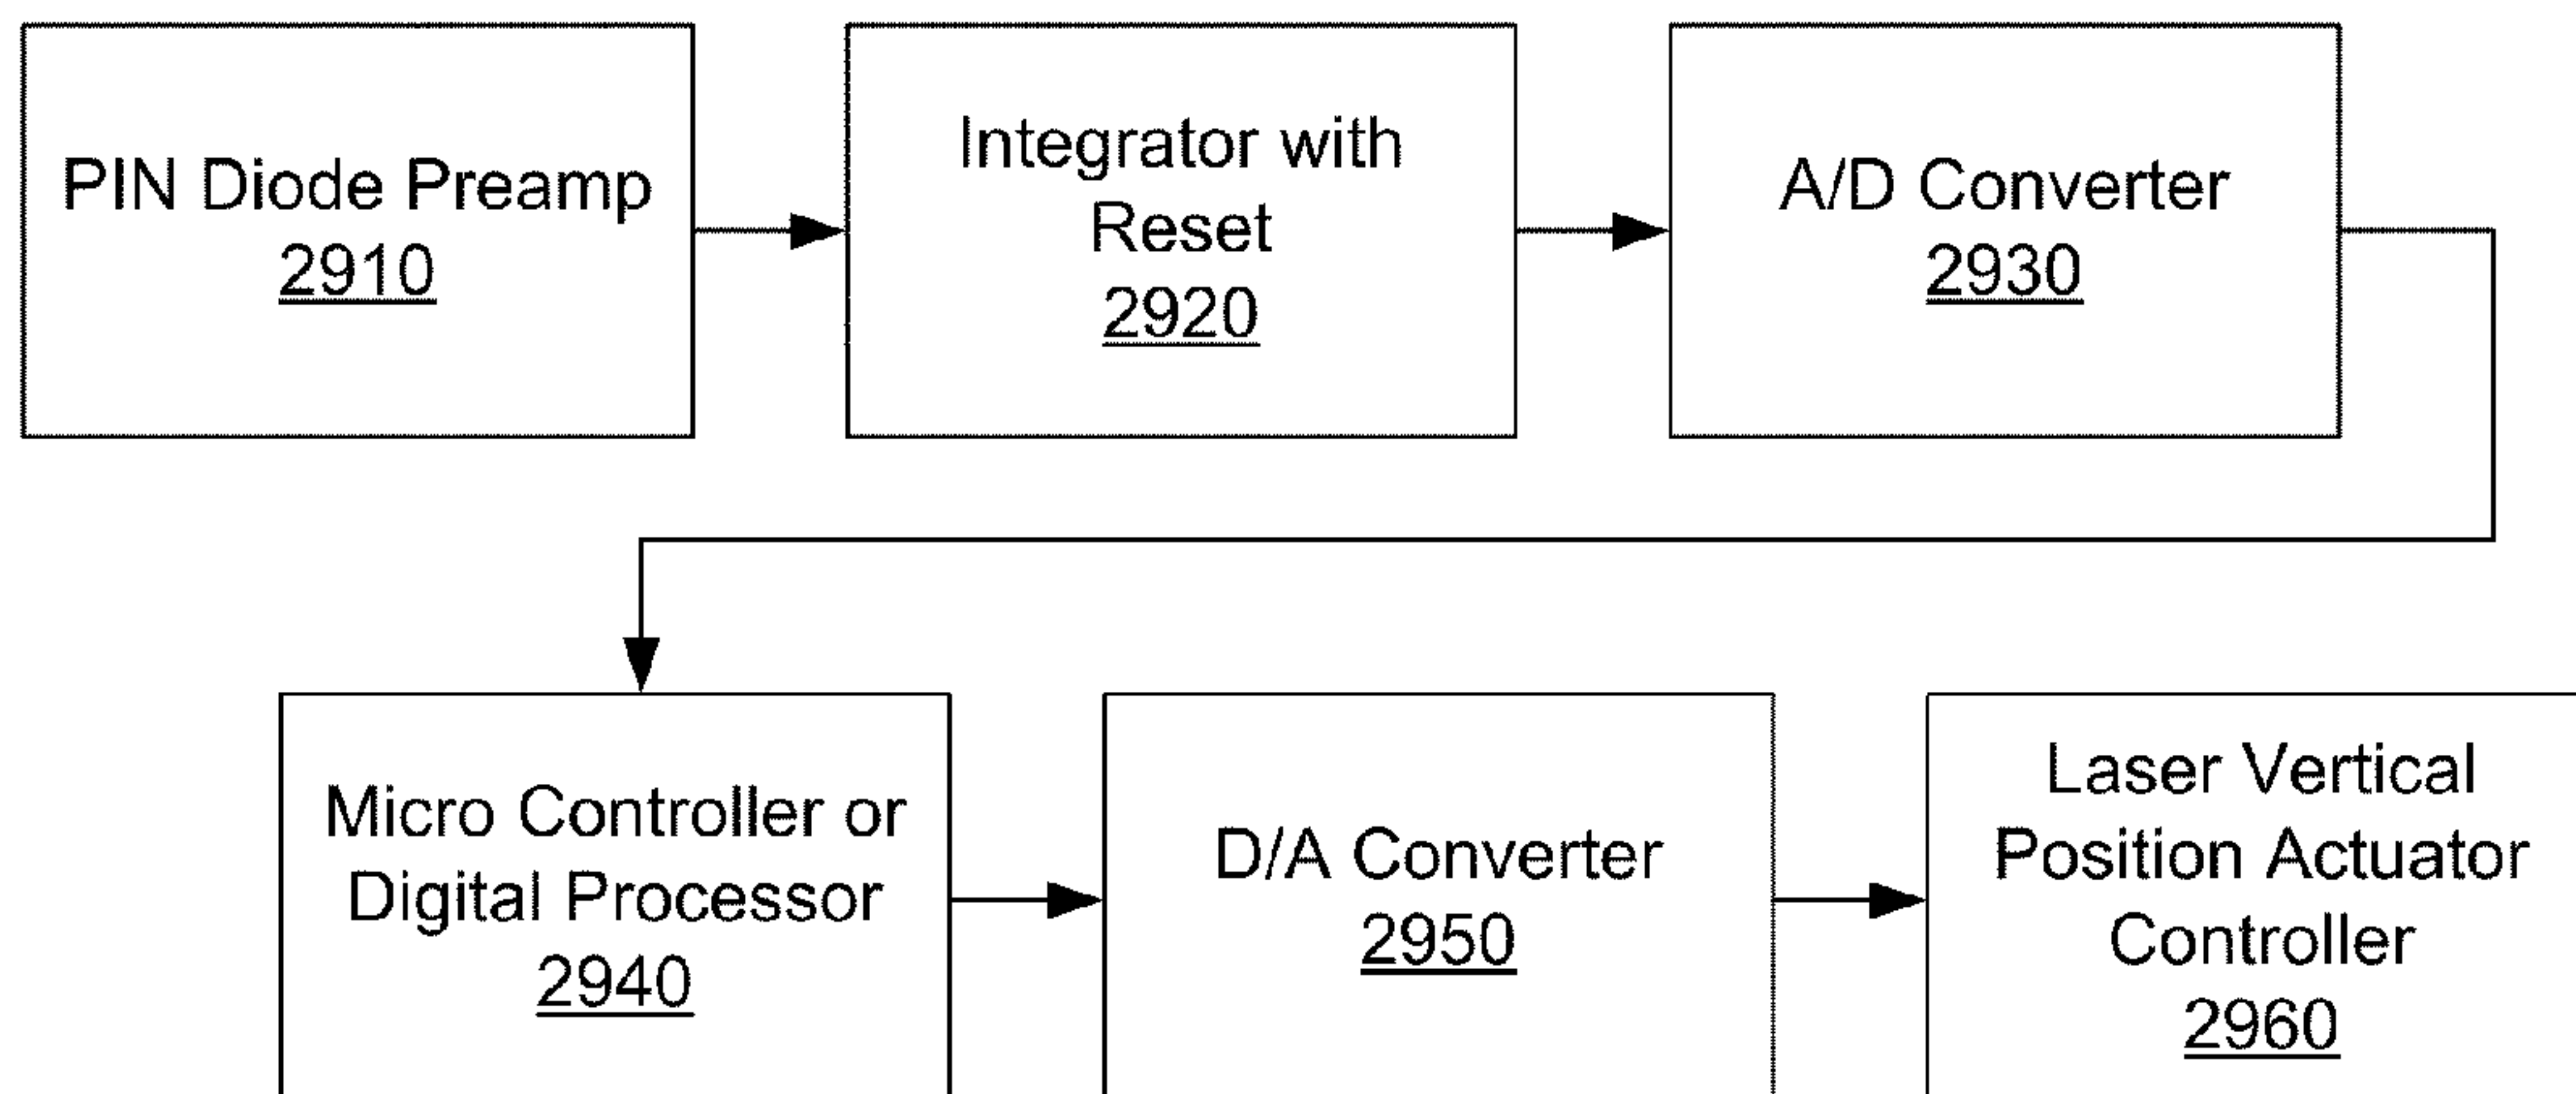 PIN Diode Preamp
2910
Integrator with
Reset
2920
A/D Converter
2930
Micro Controller or
Digital Processor
2940
D/A Converter
2950
Laser Vertical
Position Actuator
Controller
2960